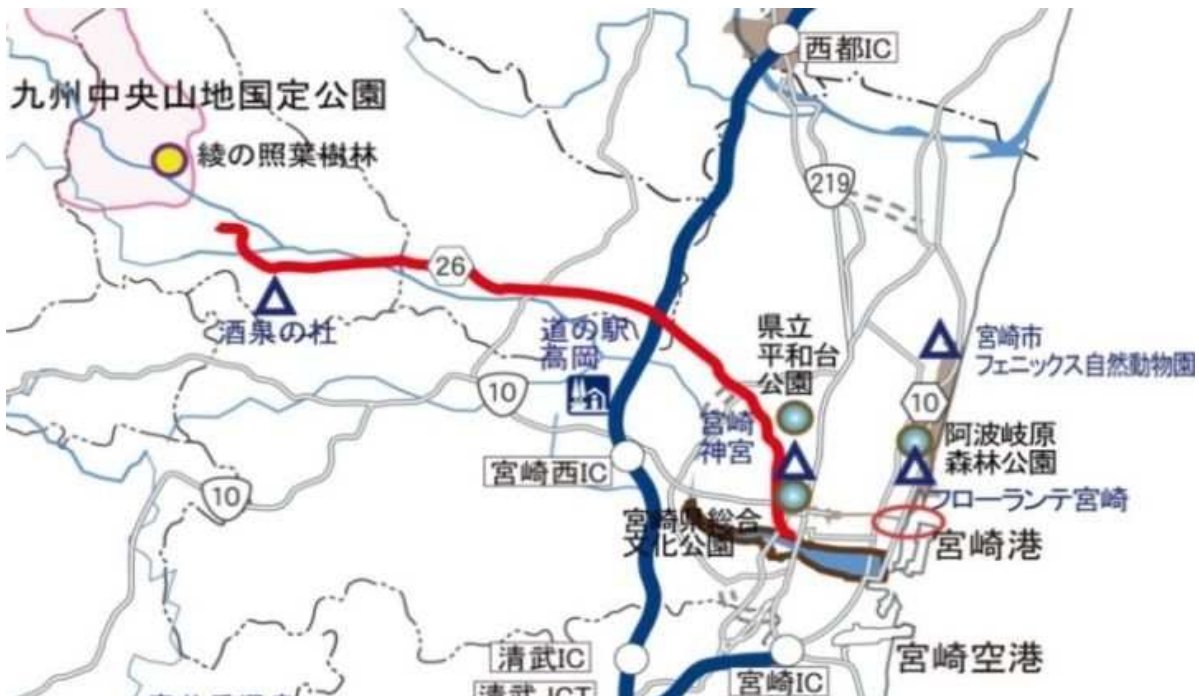 西都IC
九州中央山地国定公園
綾の照葉樹林
219
26
酒泉の杜
道の駅
高岡
県立
平和台
公園
宮崎市
フェニックス自然動物園
10
10
宮崎
神宮
阿波岐原
森林公園
宮崎西IC
10
フローランテ宮崎
宮崎県総合
文化公園
宮崎港
清武IC
宮崎空港
清武JCT
宮崎IC